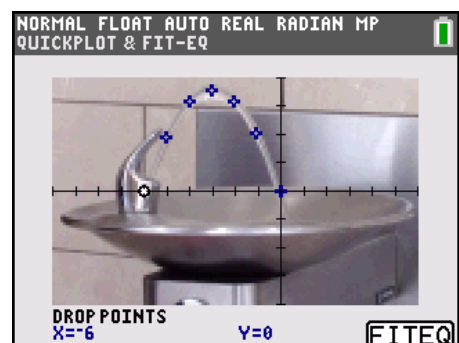 NORMAL FLOAT AUTO REAL RADIAN MP
QUICKPLOT & FIT-EQ
DROP POINTS
X=⁻6 Y=0 FITEQ